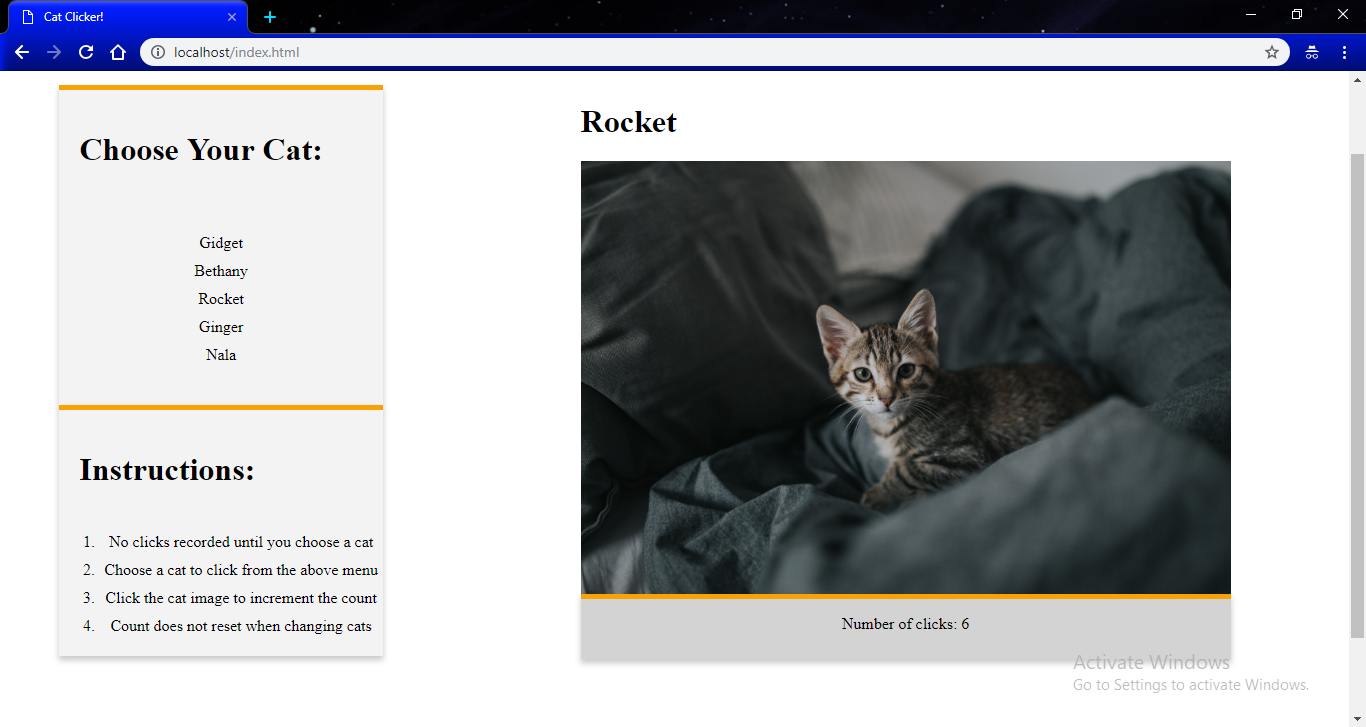 Cat Clicker!
localhost/index.html
Choose Your Cat:
Gidget
Bethany
Rocket
Ginger
Nala
Instructions:
1. No clicks recorded until you choose a cat
2. Choose a cat to click from the above menu
3. Click the cat image to increment the count
4. Count does not reset when changing cats
Rocket
Number of clicks: 6
Activate Windows
Go to Settings to activate Windows.